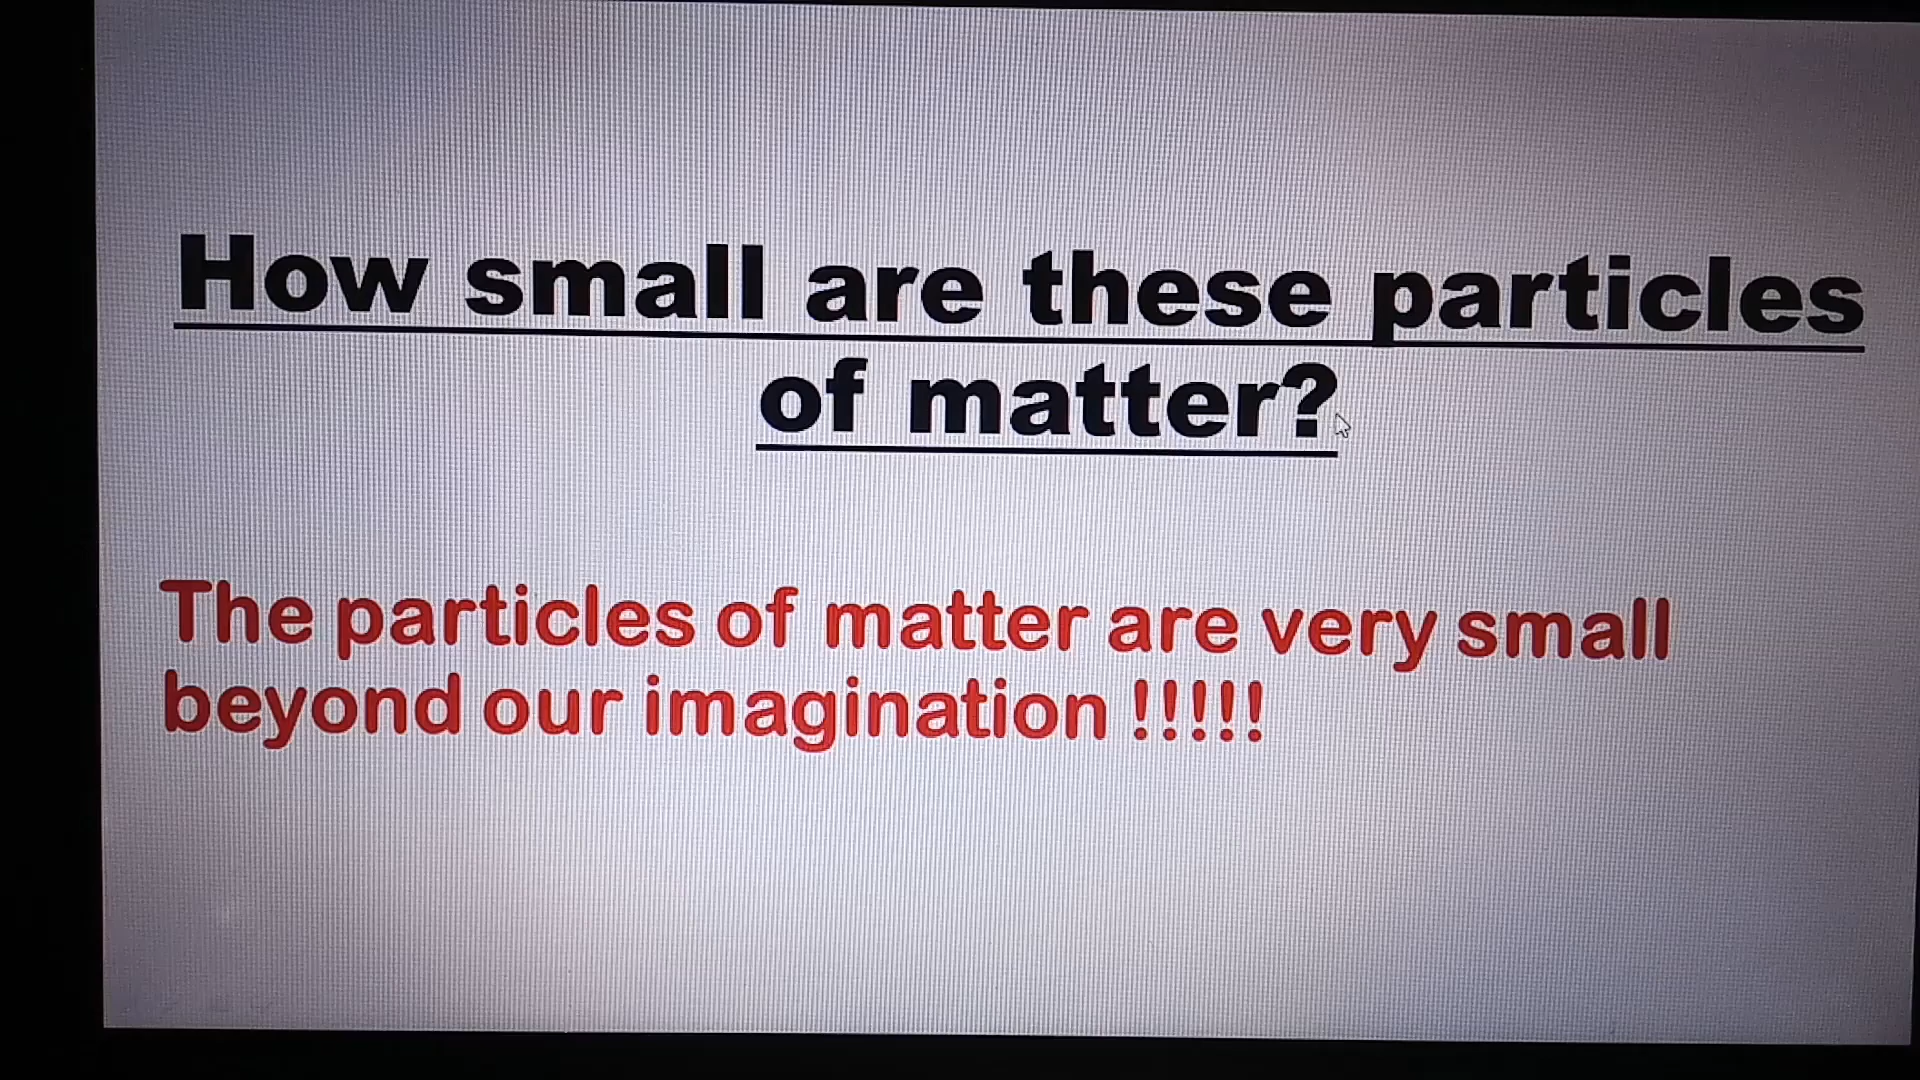 How small are these particles
of matter?
The particles of matter are very small
beyond our imagination !!!!!